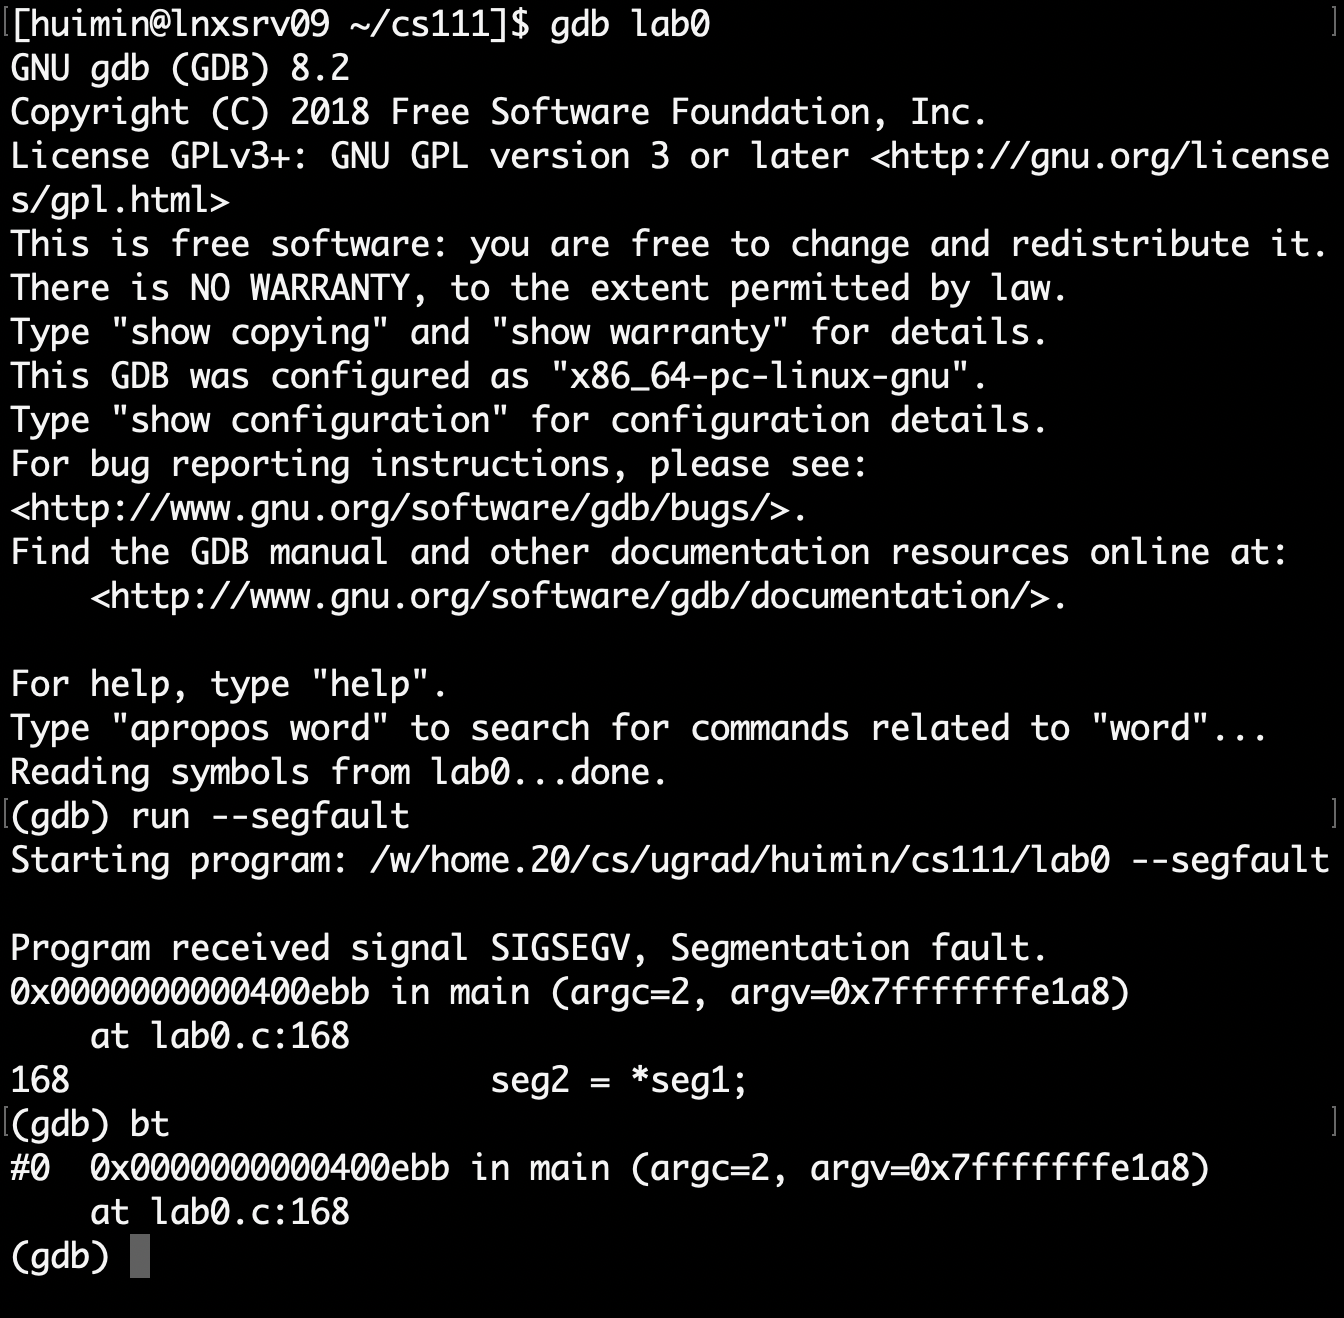 [huimin@lnxsrv09 ~/cs111]$ gdb lab0
GNU gdb (GDB) 8.2
Copyright (C) 2018 Free Software Foundation, Inc.
License GPLv3+: GNU GPL version 3 or later <http://gnu.org/license
s/gpl.html>
This is free software: you are free to change and redistribute it.
There is NO WARRANTY, to the extent permitted by law.
Type "show copying" and "show warranty" for details.
This GDB was configured as "x86_64-pc-linux-gnu".
Type "show configuration" for configuration details.
For bug reporting instructions, please see:
<http://www.gnu.org/software/gdb/bugs/>.
Find the GDB manual and other documentation resources online at:
    <http://www.gnu.org/software/gdb/documentation/>.

For help, type "help".
Type "apropos word" to search for commands related to "word"...
Reading symbols from lab0...done.
(gdb) run --segfault
Starting program: /w/home.20/cs/ugrad/huimin/cs111/lab0 --segfault

Program received signal SIGSEGV, Segmentation fault.
0x0000000000400ebb in main (argc=2, argv=0x7fffffffe1a8)
    at lab0.c:168
168                     seg2 = *seg1;
(gdb) bt
#0  0x0000000000400ebb in main (argc=2, argv=0x7fffffffe1a8)
    at lab0.c:168
(gdb)